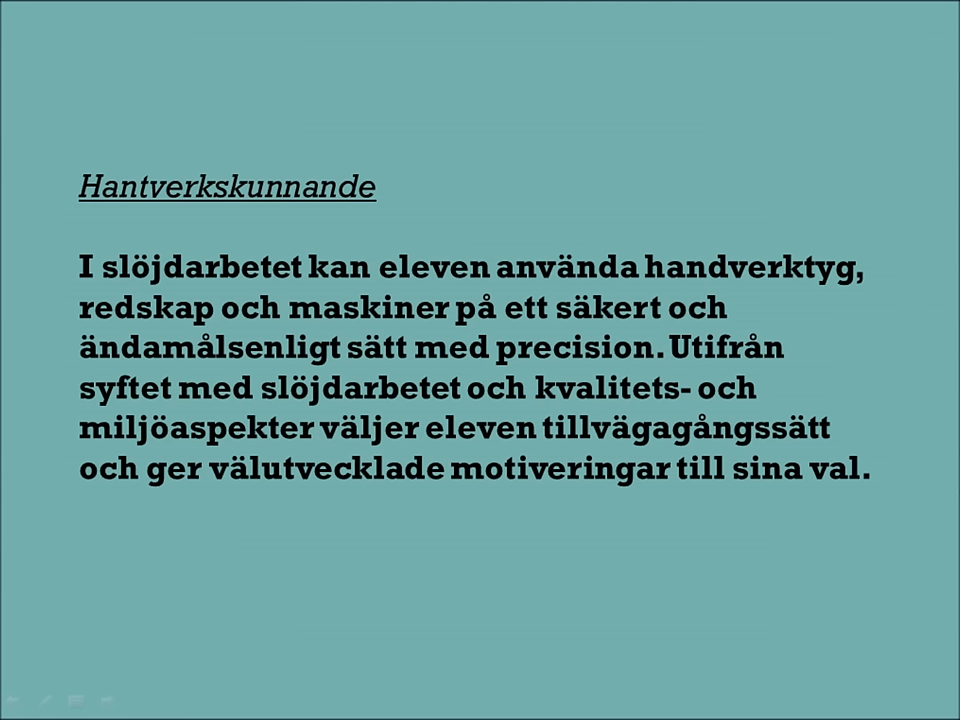 Hantverkskunnande
I slöjdarbetet kan eleven använda handverktyg,
redskap och maskiner på ett säkert och
ändamålsenligt sätt med precision. Utifrån
syftet med slöjdarbetet och kvalitets- och
miljöaspekter väljer eleven tillvägagångssätt
och ger välutvecklade motiveringar till sina val.